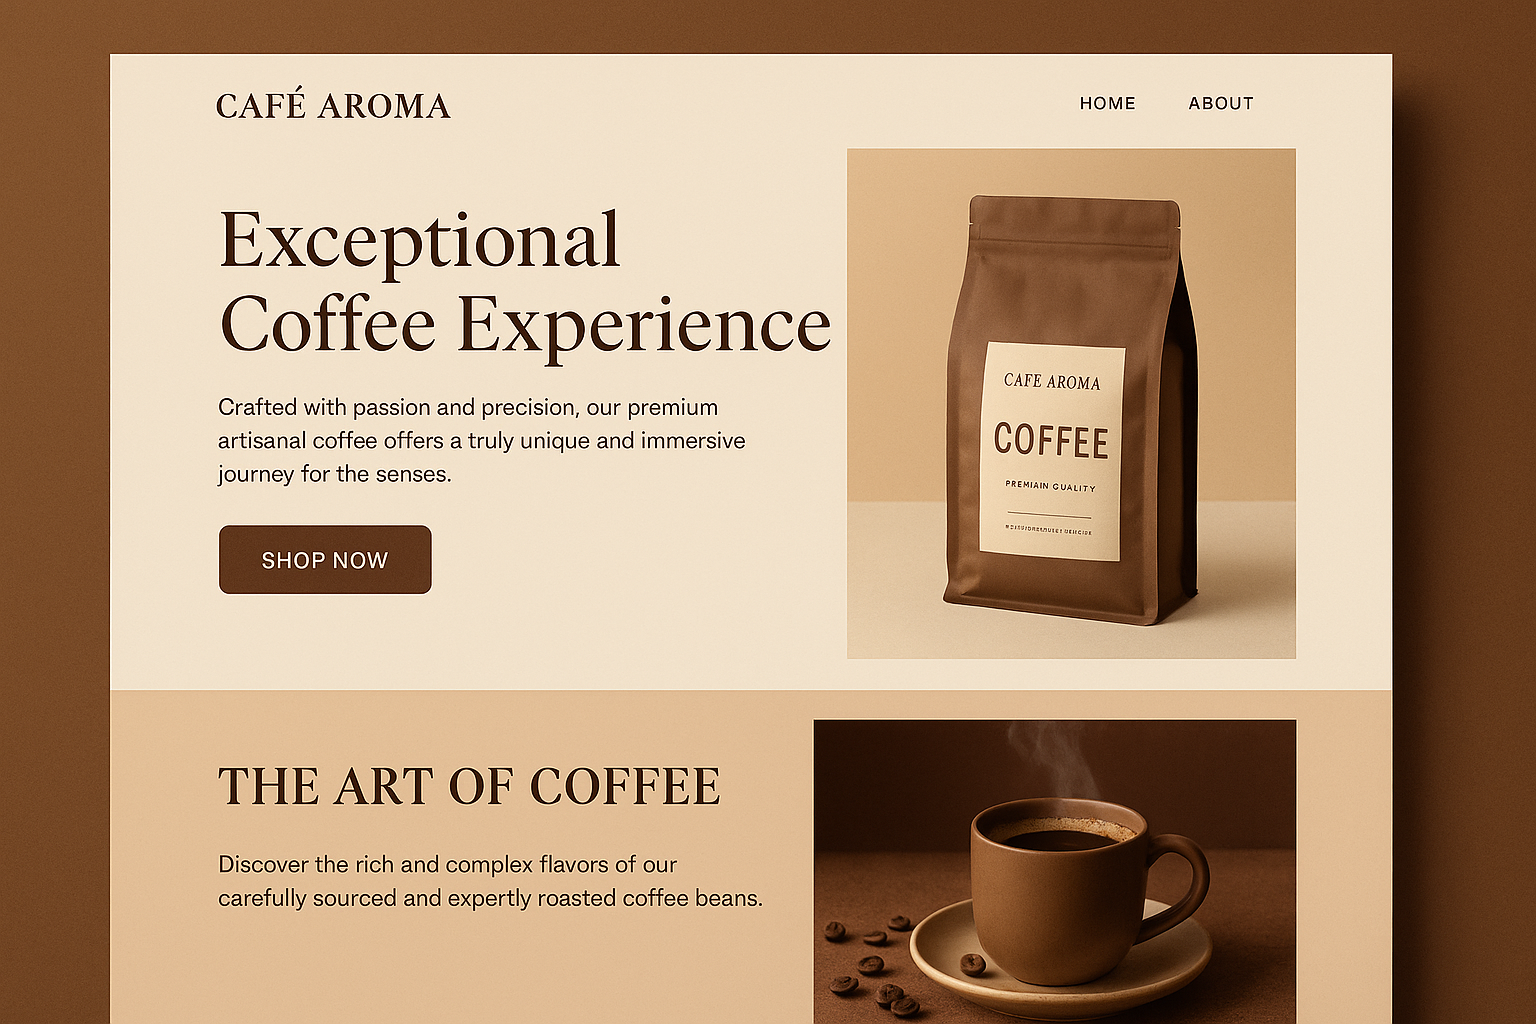 CAFÉ AROMA
HOME ABOUT
Exceptional
Coffee Experience
Crafted with passion and precision, our premium
artisanal coffee offers a truly unique and immersive
journey for the senses.
SHOP NOW
CAFE AROMA
COFFEE
PREMIAIN GUALITY
THE ART OF COFFEE
Discover the rich and complex flavors of our
carefully sourced and expertly roasted coffee beans.